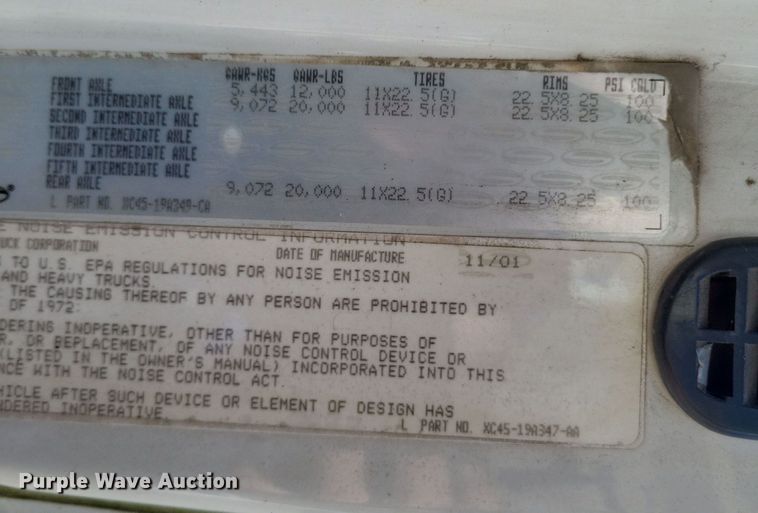 GAWR-KGS GAWR-LBS TIRES RIMS PSI COLD
FRONT AXLE 5,443 12,000 11X22.5(G) 22.5X8.25 100
FIRST INTERMEDIATE AXLE 9,072 20,000 11X22.5(G) 22.5X8.25 100
SECOND INTERMEDIATE AXLE
THIRD INTERMEDIATE AXLE
FOURTH INTERMEDIATE AXLE
FIFTH INTERMEDIATE AXLE
REAR AXLE 9,072 20,000 11X22.5(G) 22.5X8.25 100
L PART NO. XC45-19A349-CA
E NOISE EMISSION CONTROL INFORMATION
UCK CORPORATION DATE OF MANUFACTURE 11/01
S TO U.S. EPA REGULATIONS FOR NOISE EMISSION
AND HEAVY TRUCKS.
THE CAUSING THEREOF BY ANY PERSON ARE PROHIBITED BY
OF 1972:
DERING INOPERATIVE, OTHER THAN FOR PURPOSES OF
R, OR REPLACEMENT, OF ANY NOISE CONTROL DEVICE OR
(LISTED IN THE OWNER'S MANUAL) INCORPORATED INTO THIS
NCE WITH THE NOISE CONTROL ACT.
HICLE AFTER SUCH DEVICE OR ELEMENT OF DESIGN HAS
NDERED INOPERATIVE.
L PART NO. XC45-19A347-AA
Purple Wave Auction